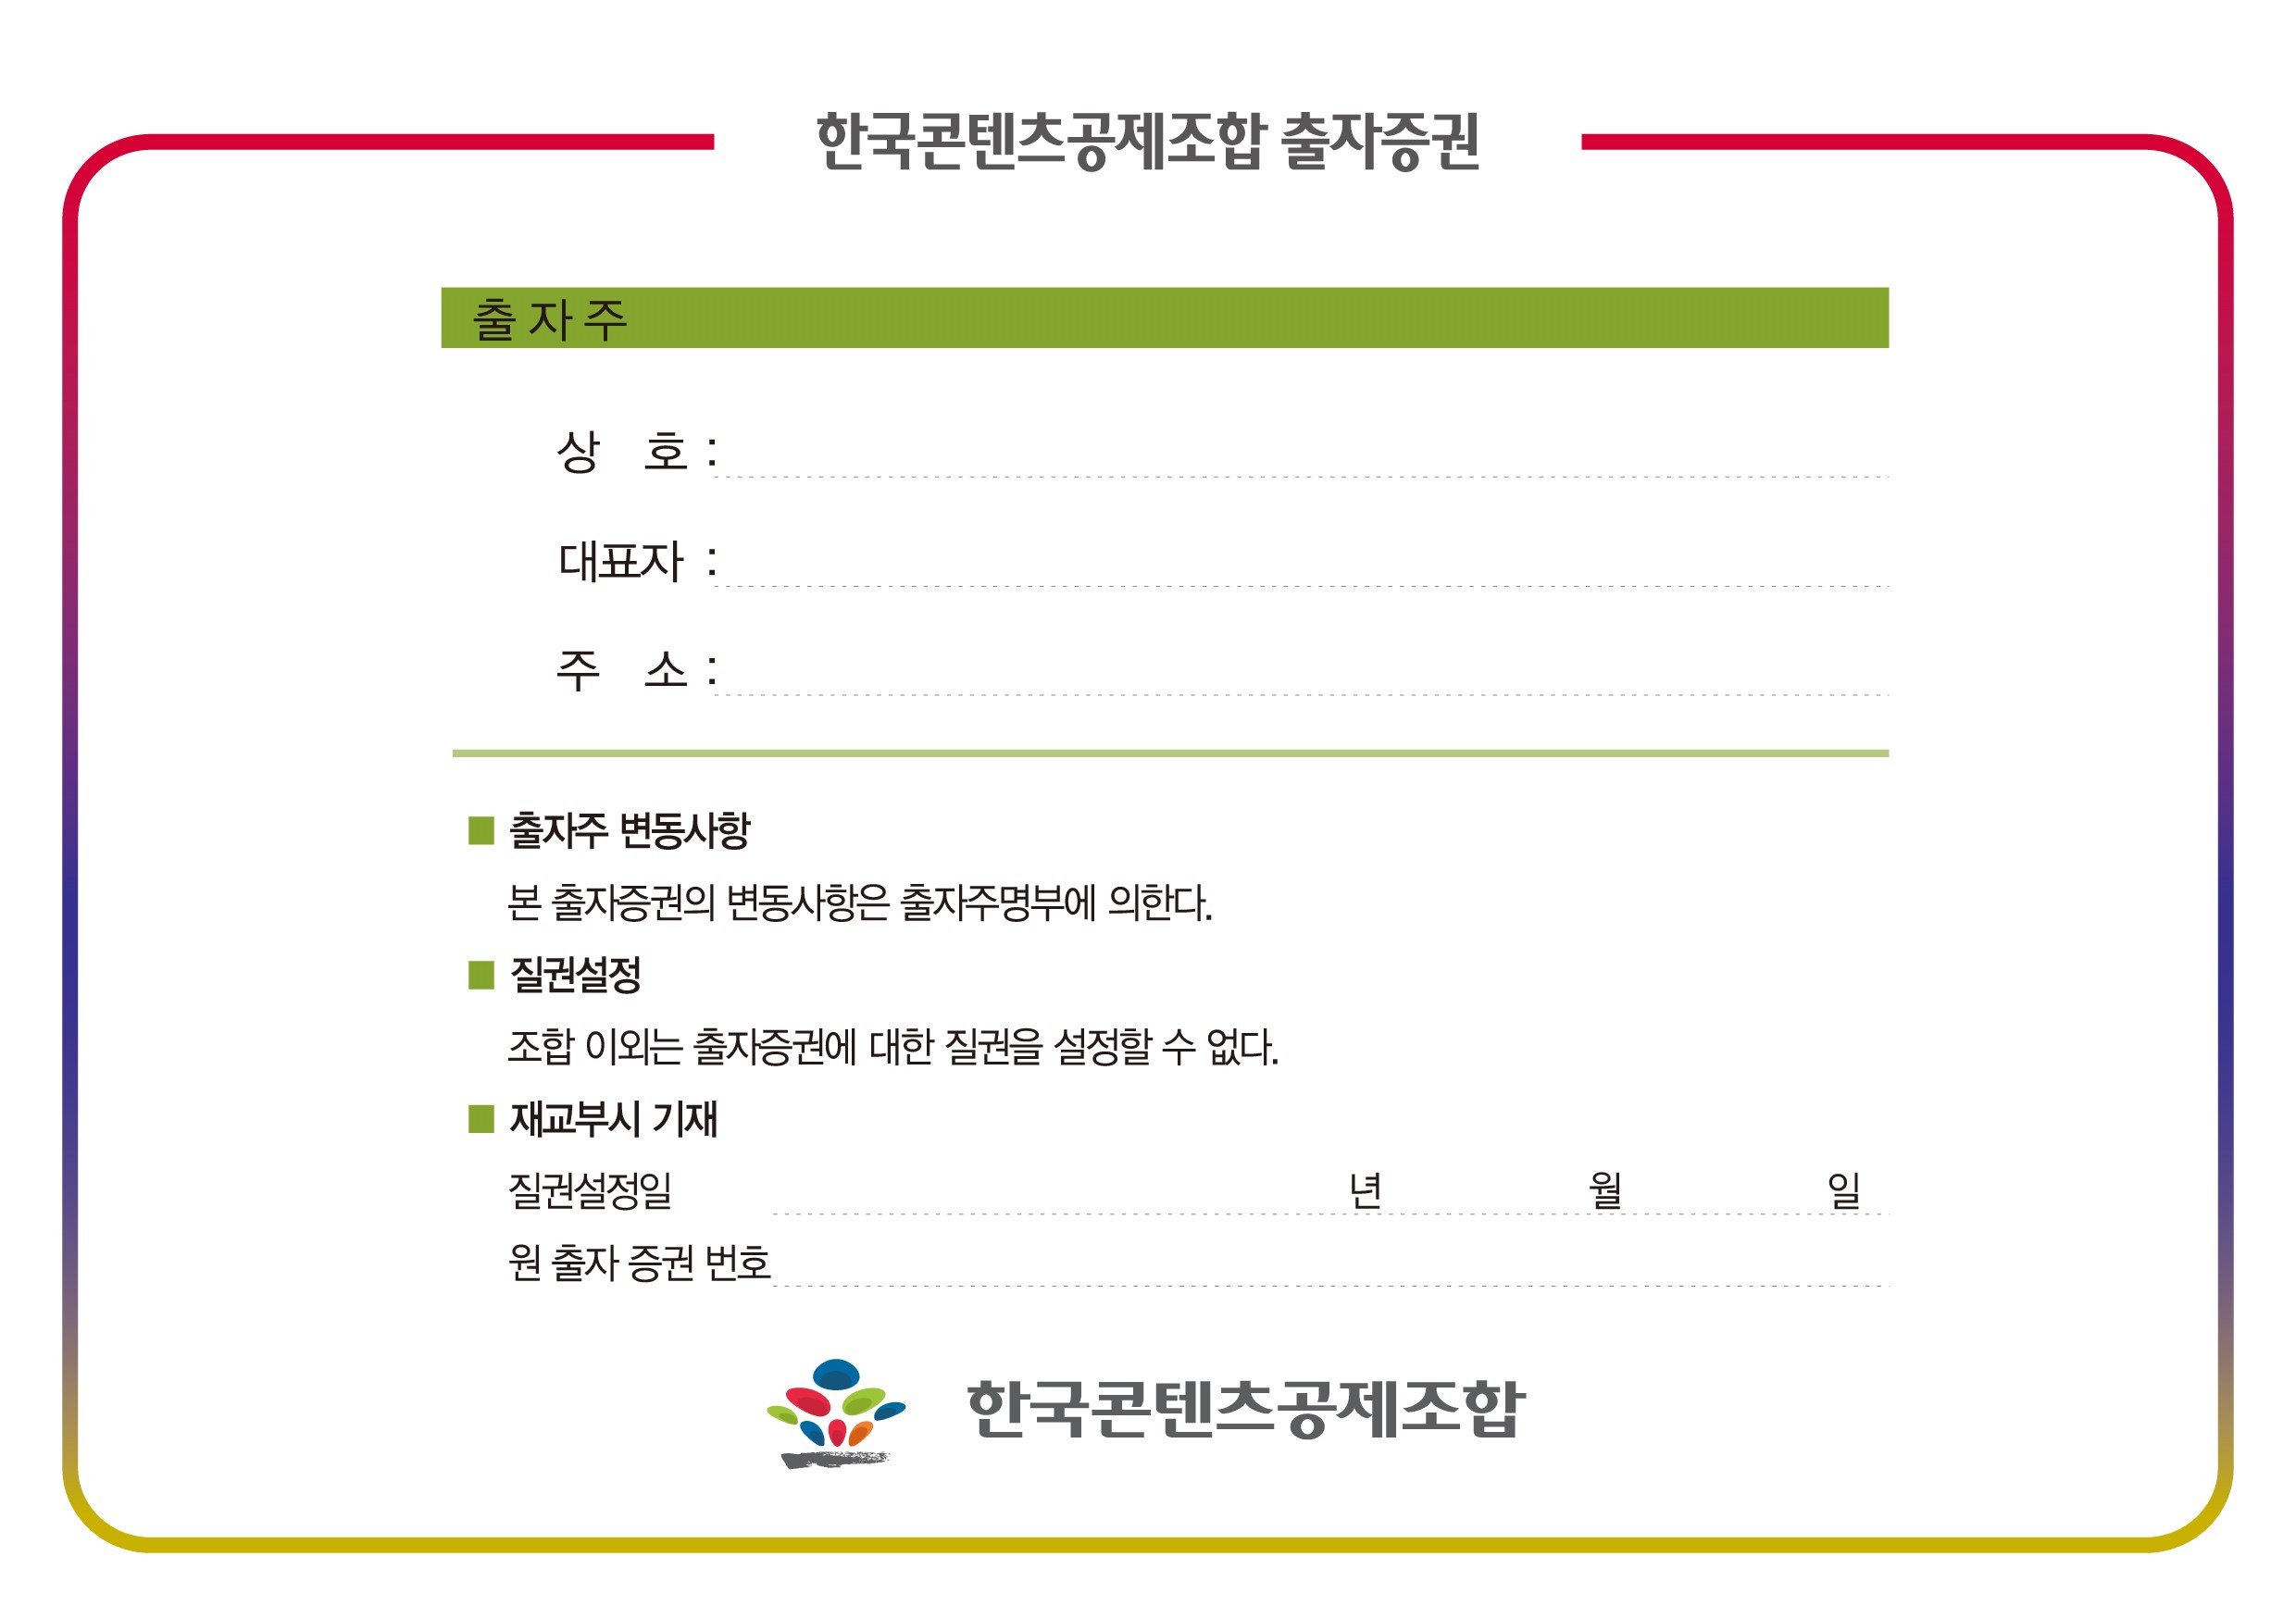 한국콘텐츠공제조합 출자증권
출 자 주
상 호 :
대표자 :
주 소 :
■ 출자주 변동사항
본 출자증권의 변동사항은 출자주명부에 의한다.
■ 질권설정
조합 이외는 출자증권에 대한 질권을 설정할 수 없다.
■ 재교부시 기재
질권설정일 년 월 일
원 출자 증권 번호
한국콘텐츠공제조합